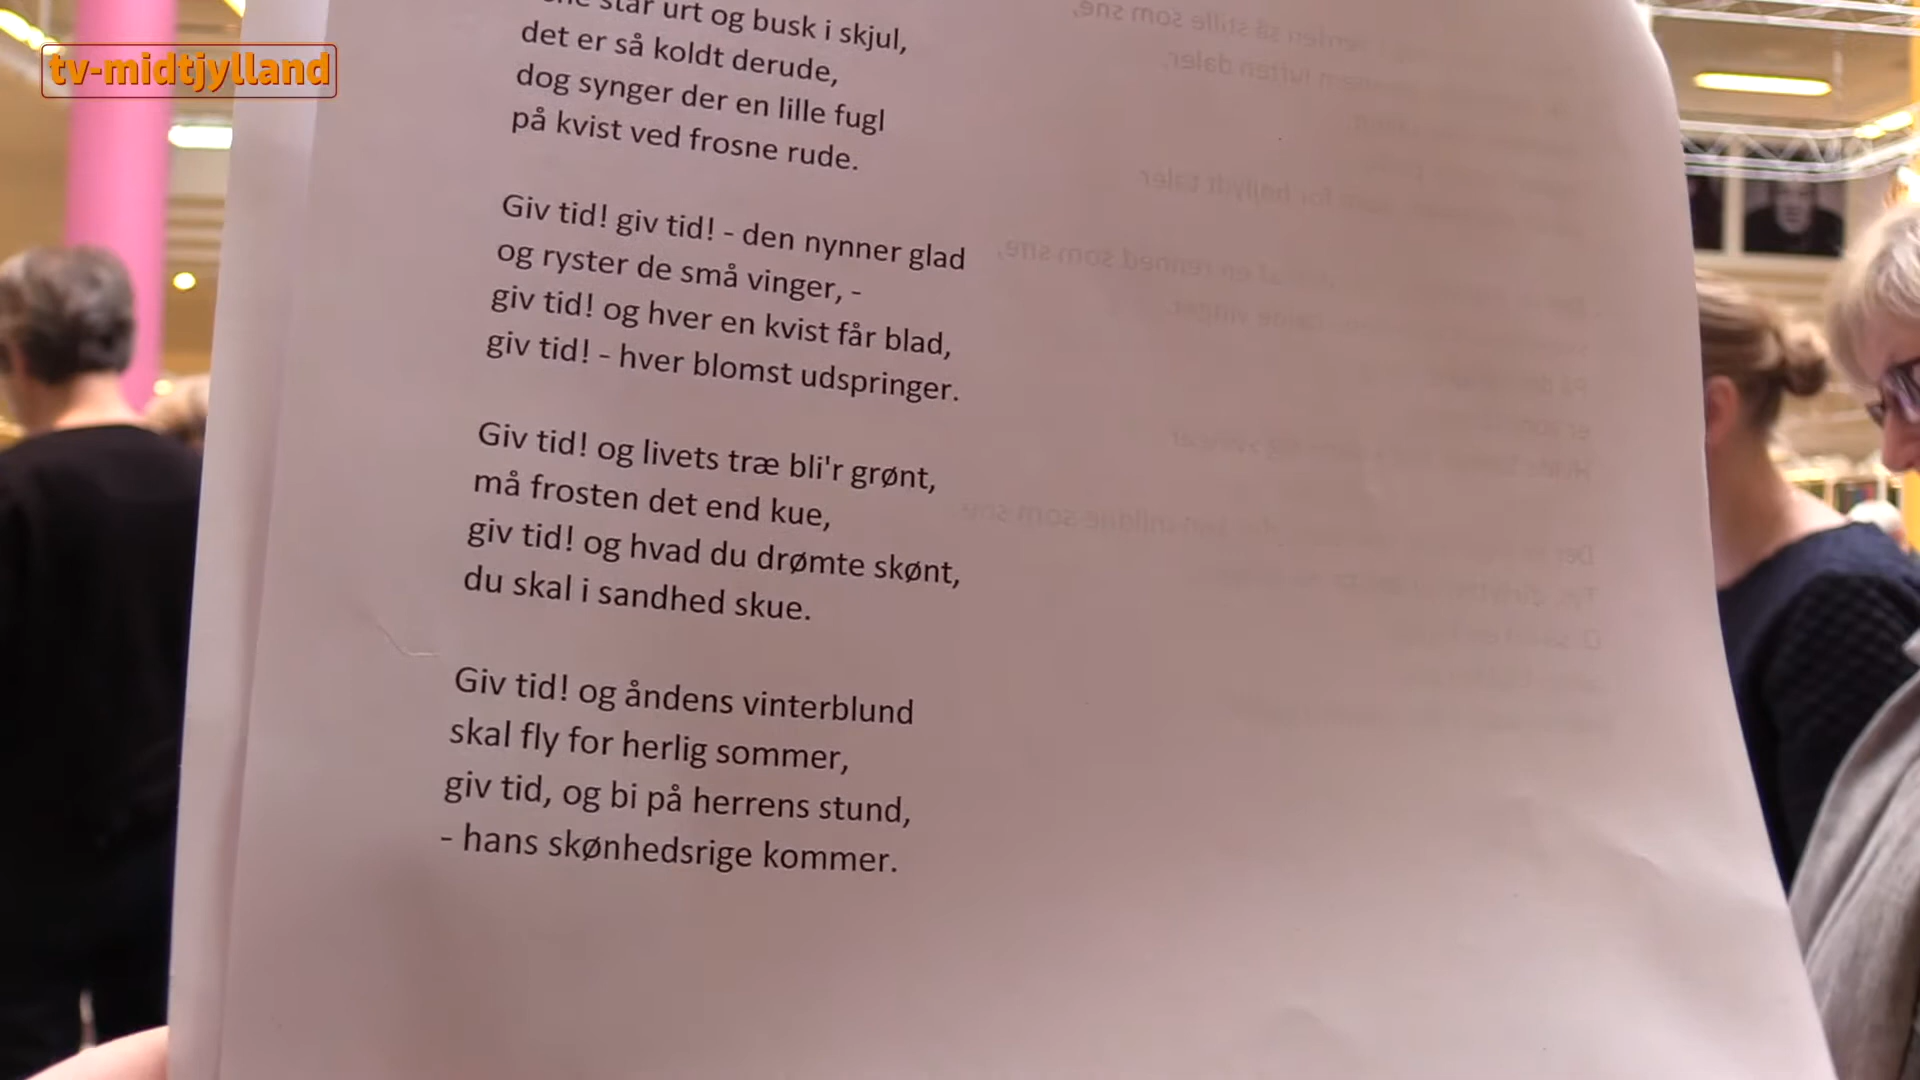 tv-midtjylland
står urt og busk i skjul,
det er så koldt derude,
dog synger der en lille fugl
på kvist ved frosne rude.
Giv tid! giv tid! - den nynner glad
og ryster de små vinger, -
giv tid! og hver en kvist får blad,
giv tid! - hver blomst udspringer.
Giv tid! og livets træ bli'r grønt,
må frosten det end kue,
giv tid! og hvad du drømte skønt,
du skal i sandhed skue.
Giv tid! og åndens vinterblund
skal fly for herlig sommer,
giv tid, og bi på herrens stund,
- hans skønhedsrige kommer.